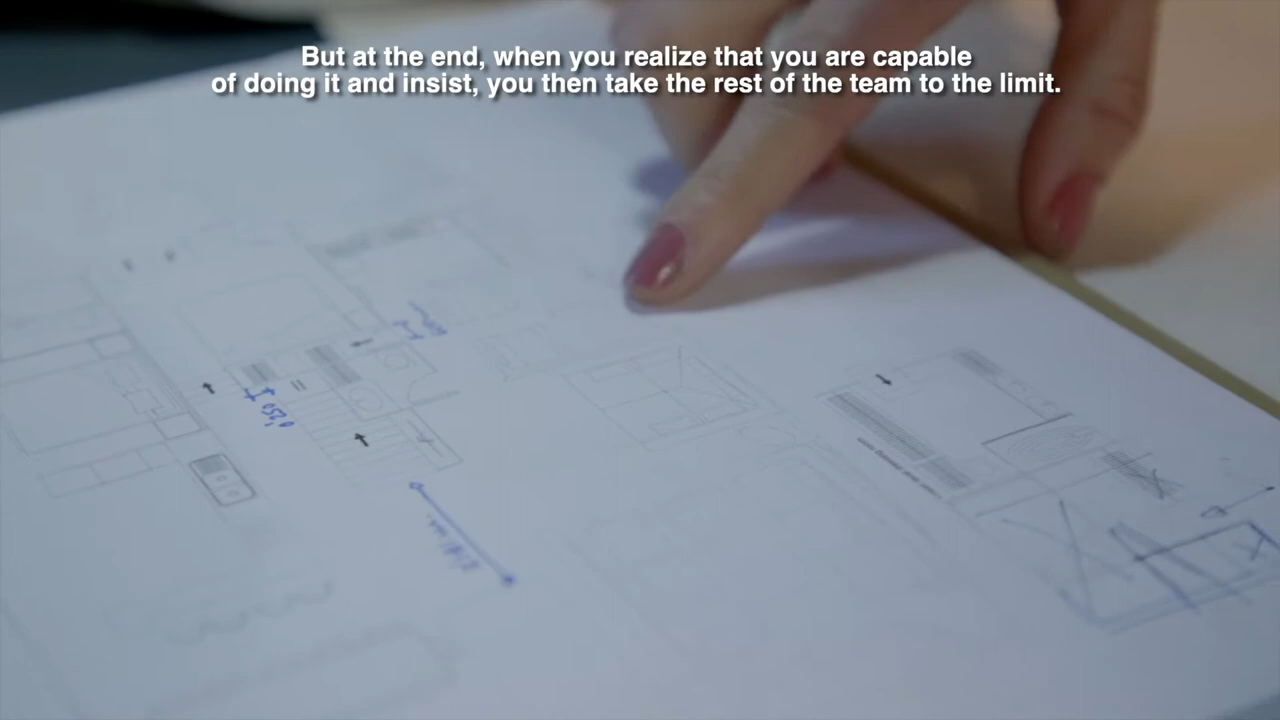 But at the end, when you realize that you are capable
of doing it and insist, you then take the rest of the team to the limit.